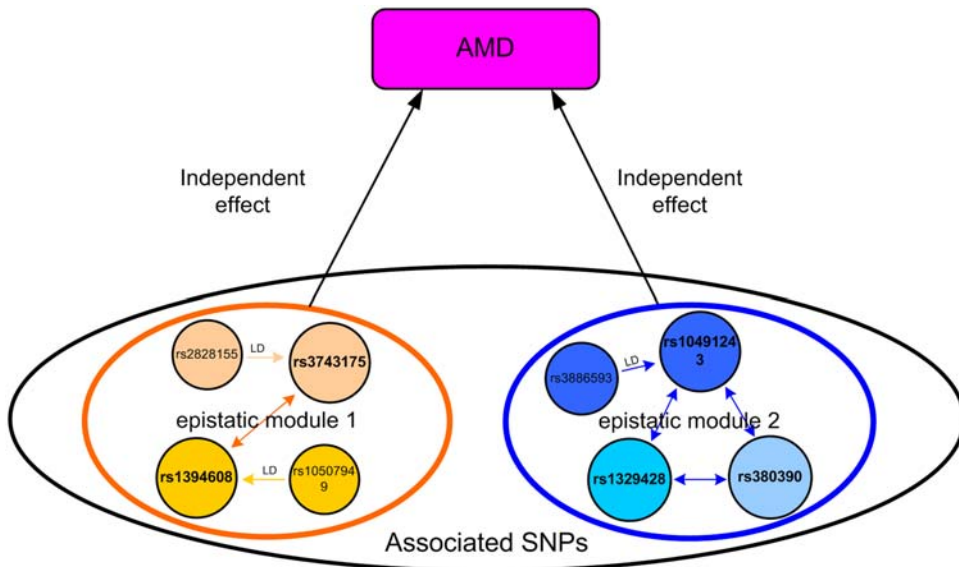 AMD
Independent
effect
Independent
effect
rs2828155
LD
rs3743175
epistatic module 1
rs1394608
LD
rs1050794
9
rs3886593
LD
rs1049124
3
epistatic module 2
rs1329428
rs380390
Associated SNPs